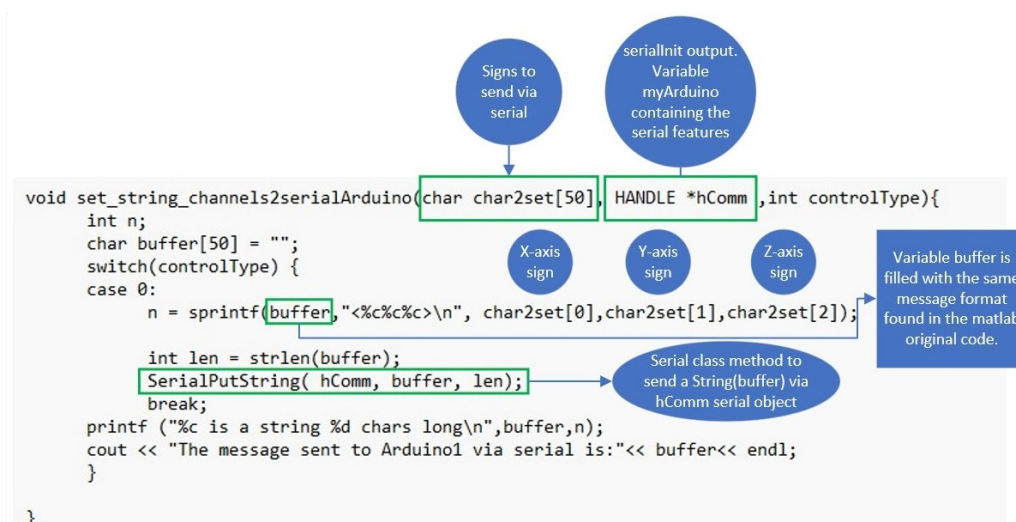 Signs to
send via
serial
serialInit output.
Variable
myArduino
containing the
serial features
void set_string_channels2serialArduino(char char2set[50], HANDLE *hComm ,int controlType){
int n;
char buffer[50] = "";
switch(controlType) {
case 0:
X-axis
sign
Y-axis
sign
Z-axis
sign
n = sprintf(buffer,"<%c%c%c>\n", char2set[0],char2set[1],char2set[2]);
Variable buffer is
filled with the same
message format
found in the matlab
original code.
int len = strlen(buffer);
SerialPutString( hComm, buffer, len);
break;
Serial class method to
send a String(buffer) via
hComm serial object
printf ("%c is a string %d chars long\n",buffer,n);
cout << "The message sent to Arduino1 via serial is:"<< buffer<< endl;
}
}